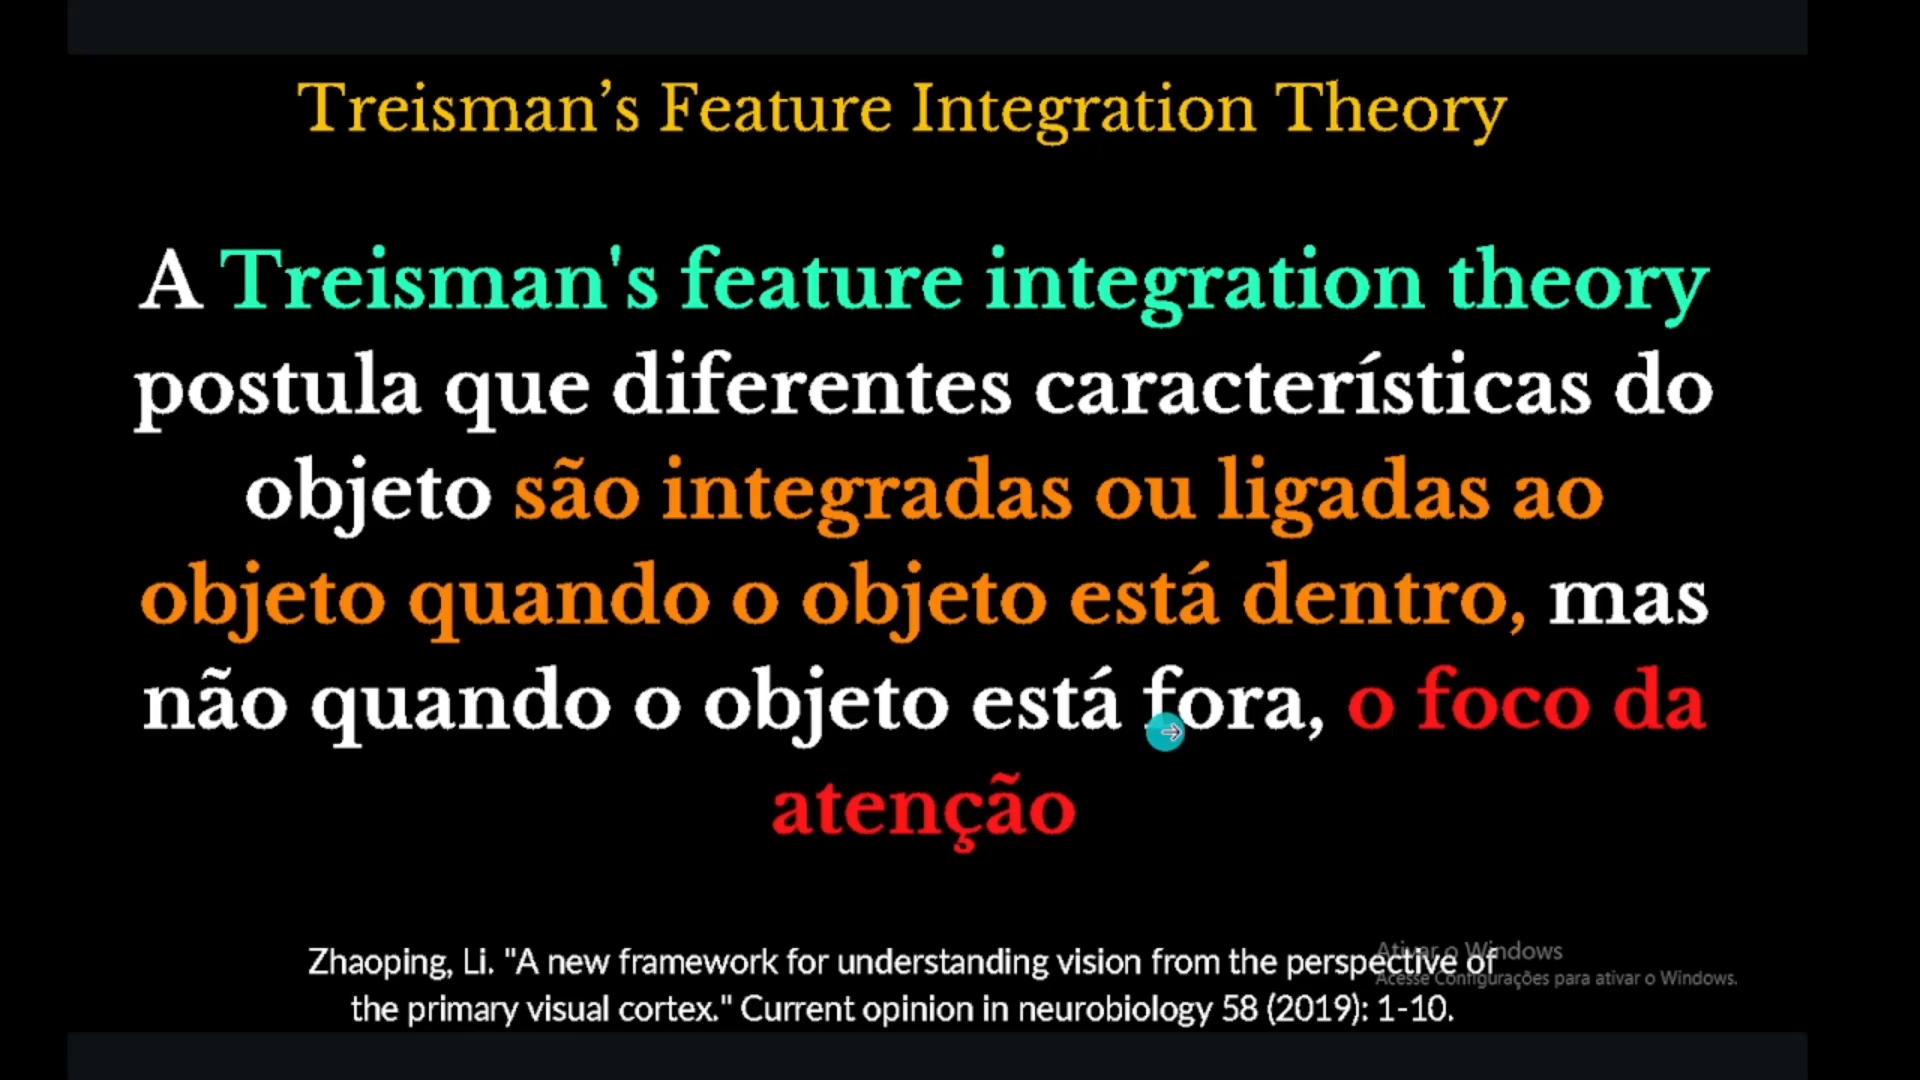 Treisman’s Feature Integration Theory
A Treisman's feature integration theory
postula que diferentes características do
objeto são integradas ou ligadas ao
objeto quando o objeto está dentro, mas
não quando o objeto está fora, o foco da
atenção
Zhaoping, Li. "A new framework for understanding vision from the perspective of
the primary visual cortex." Current opinion in neurobiology 58 (2019): 1-10.
Ativar o Windows
Acesse Configurações para ativar o Windows.